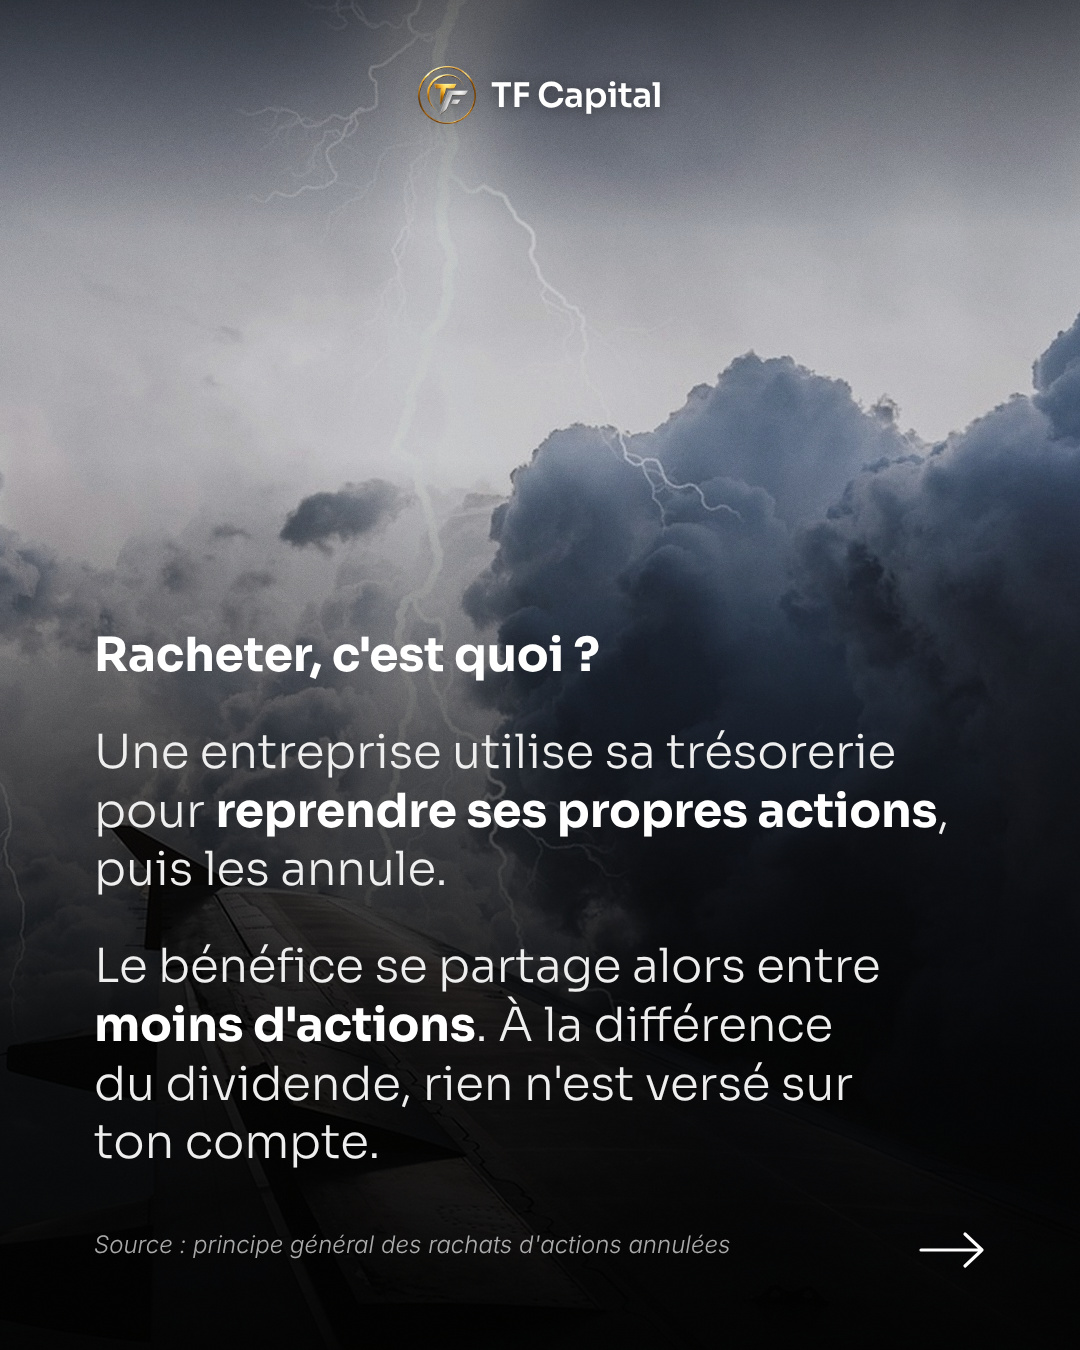 TF Capital
Racheter, c'est quoi ?
Une entreprise utilise sa trésorerie
pour reprendre ses propres actions,
puis les annule.
Le bénéfice se partage alors entre
moins d'actions. À la différence
du dividende, rien n'est versé sur
ton compte.
Source : principe général des rachats d'actions annulées